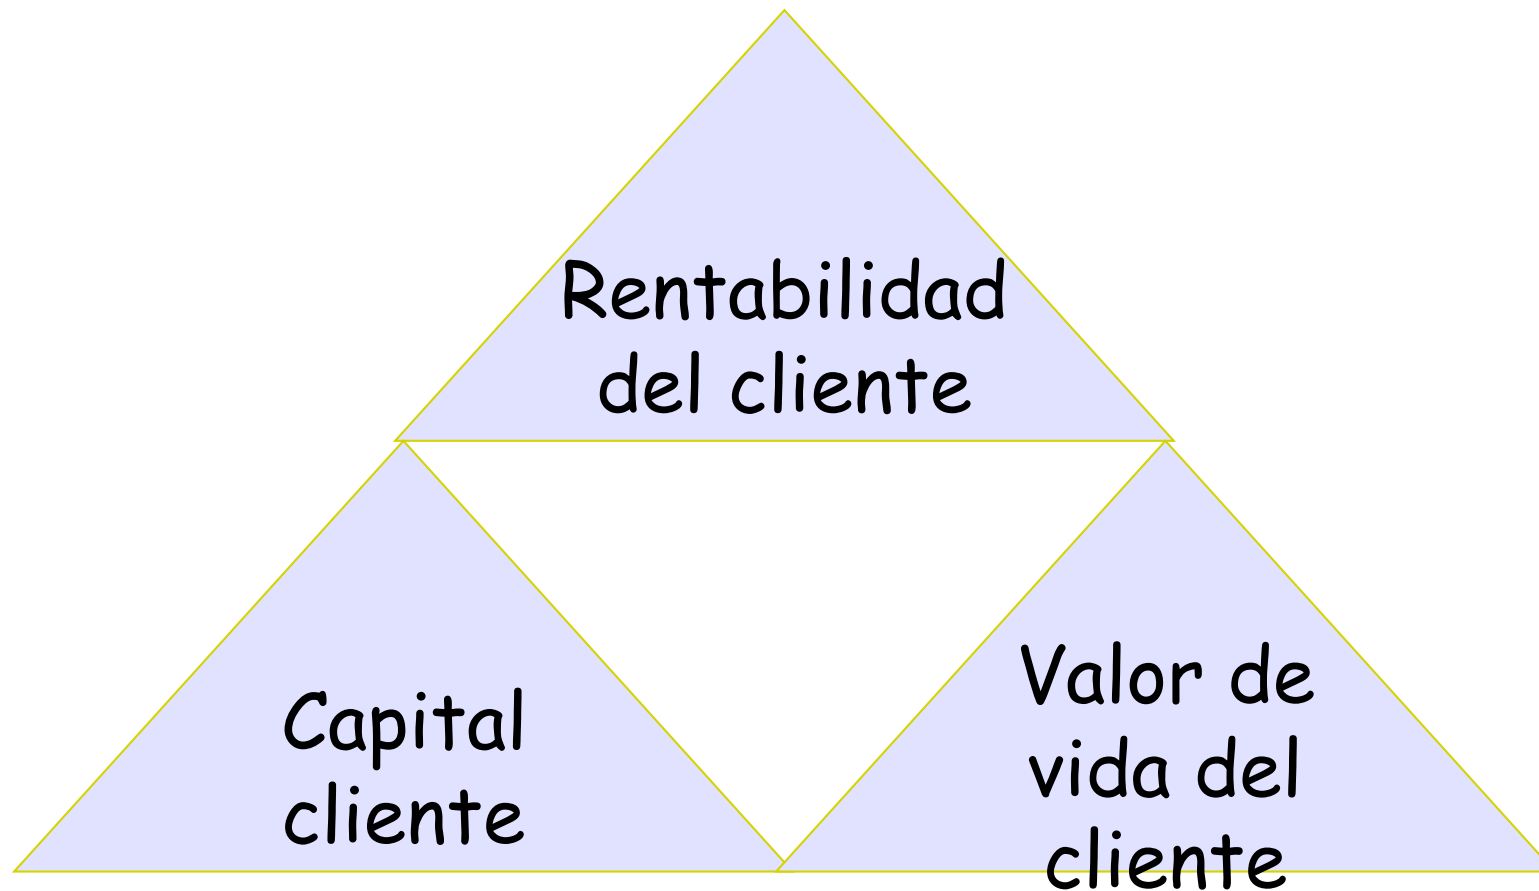 Rentabilidad
del cliente
Capital
cliente
Valor de
vida del
cliente